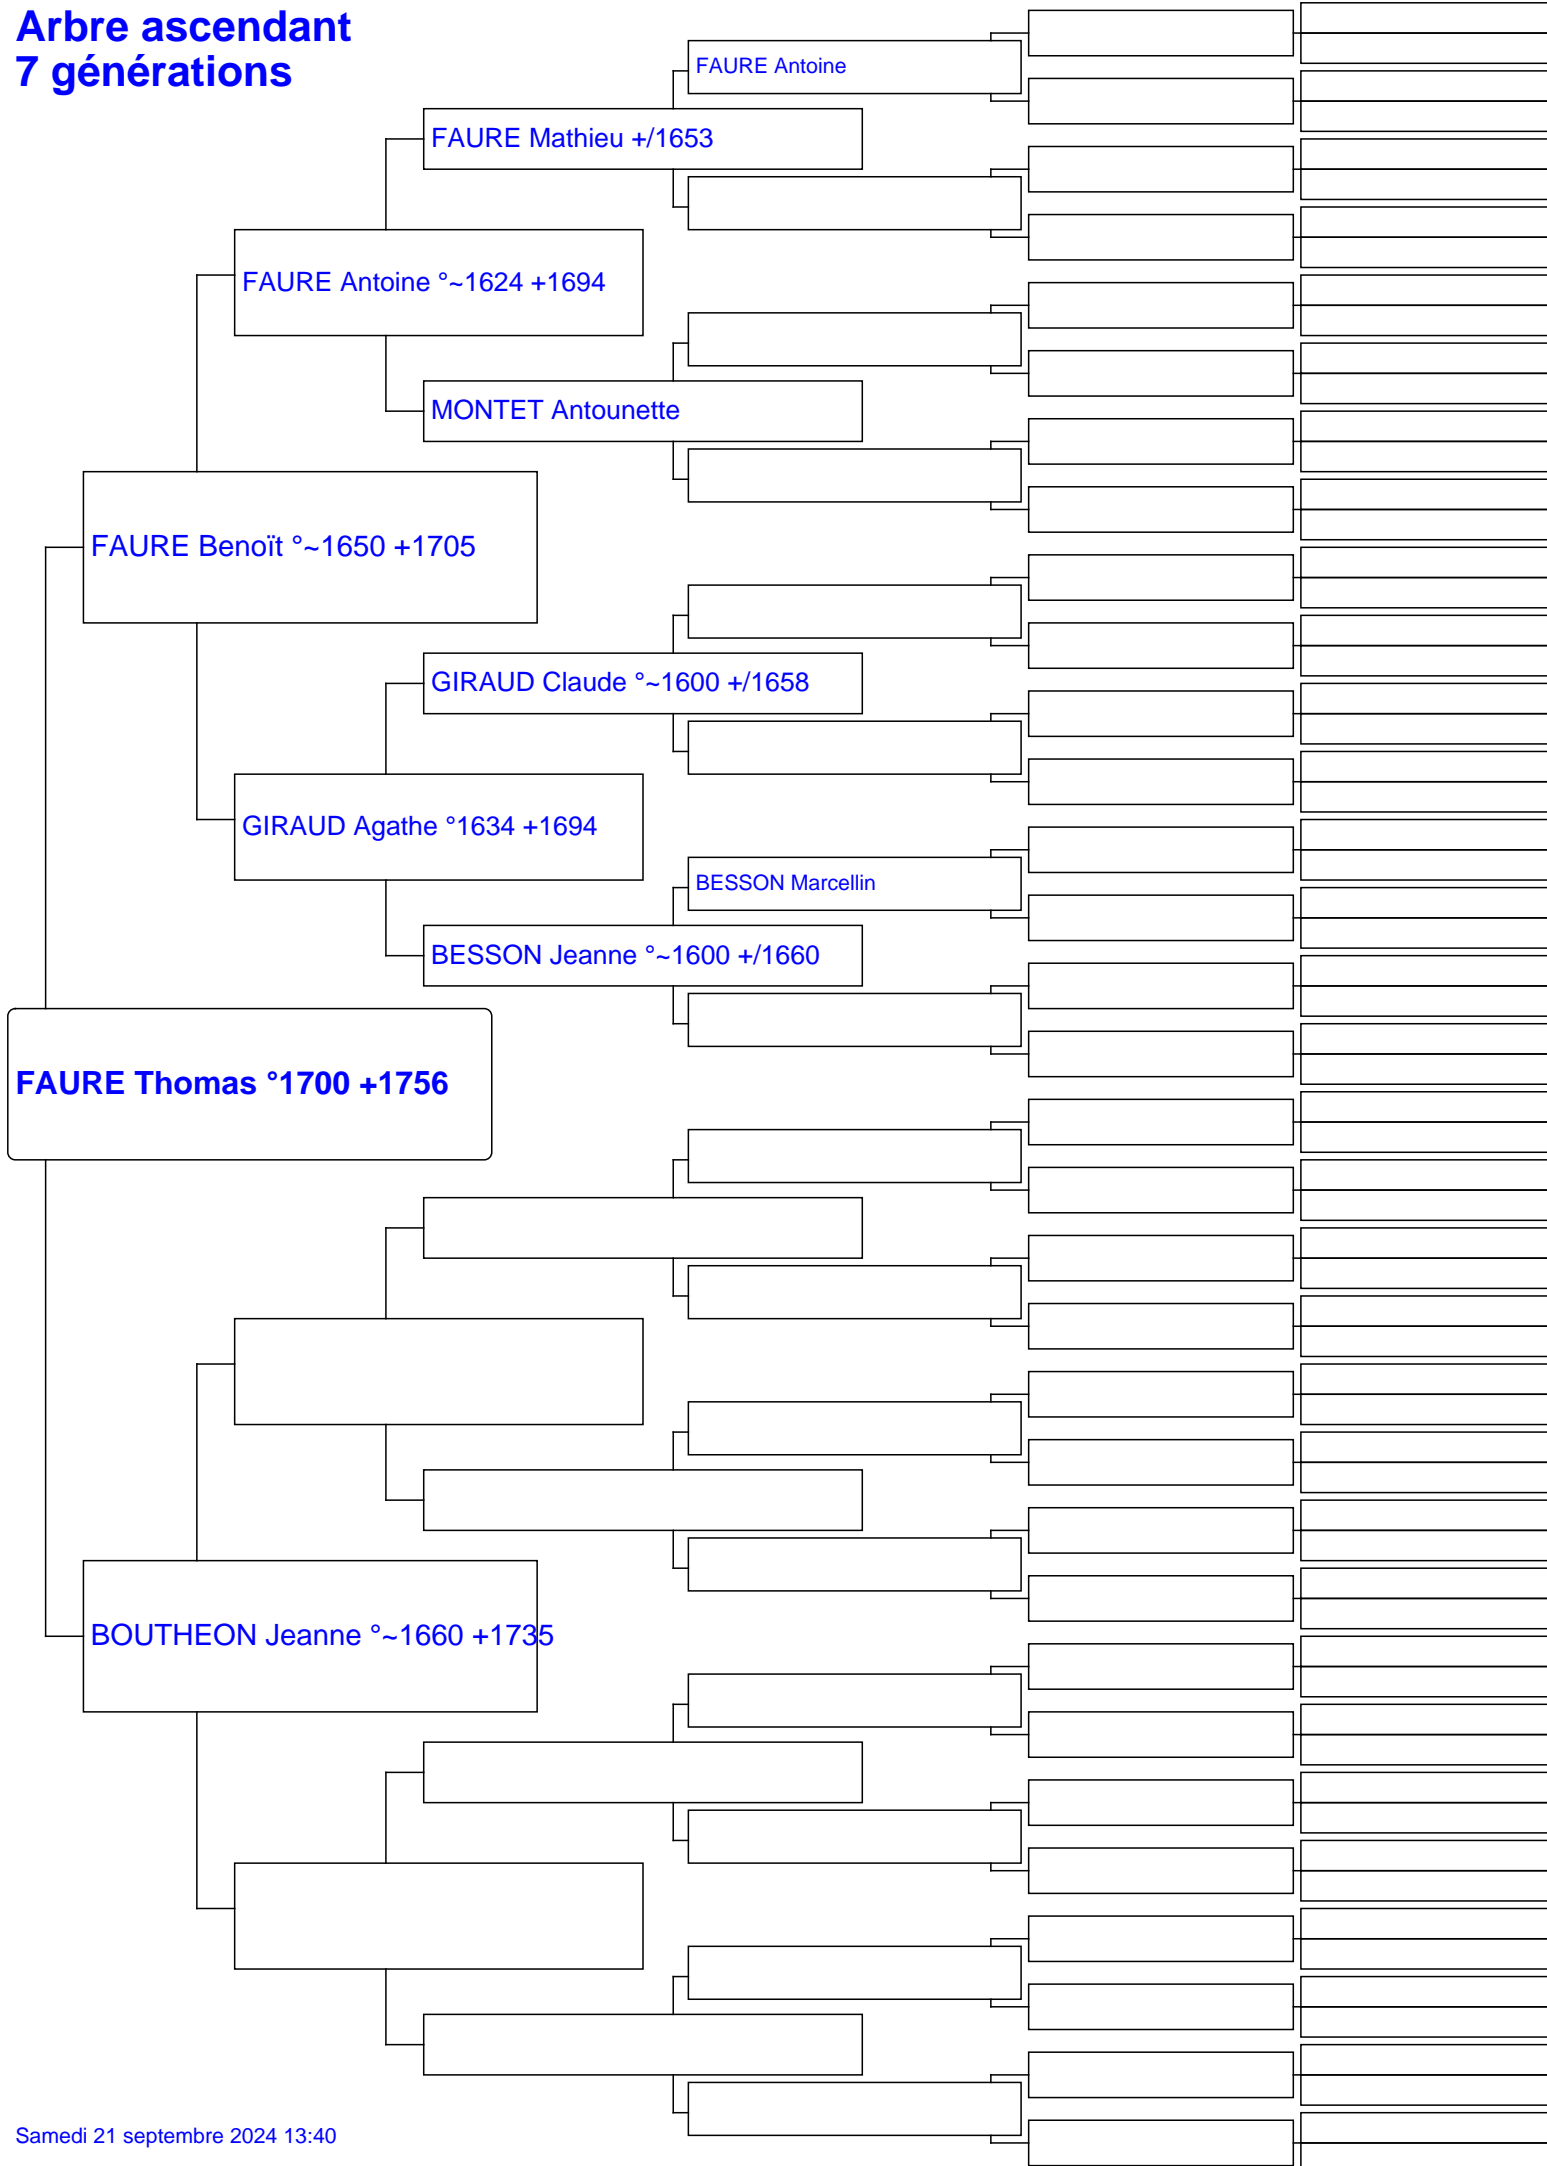 Arbre ascendant
7 générations
FAURE Antoine
FAURE Mathieu +/1653
FAURE Antoine °~1624 +1694
MONTET Antounette
FAURE Benoït °~1650 +1705
GIRAUD Claude °~1600 +/1658
GIRAUD Agathe °1634 +1694
BESSON Marcellin
BESSON Jeanne °~1600 +/1660
FAURE Thomas °1700 +1756
BOUTHEON Jeanne °~1660 +1735
Samedi 21 septembre 2024 13:40